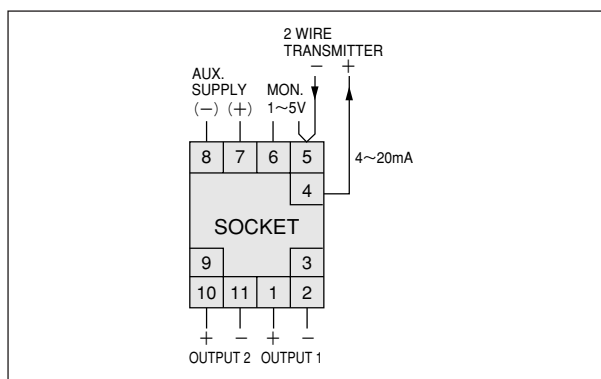 2 WIRE
TRANSMITTER
− +
AUX.
SUPPLY
(−) (+)
MON.
1〜5V
8 7 6 5
4〜20mA
4
SOCKET
9 3
10 11 1 2
+ − + −
OUTPUT 2 OUTPUT 1